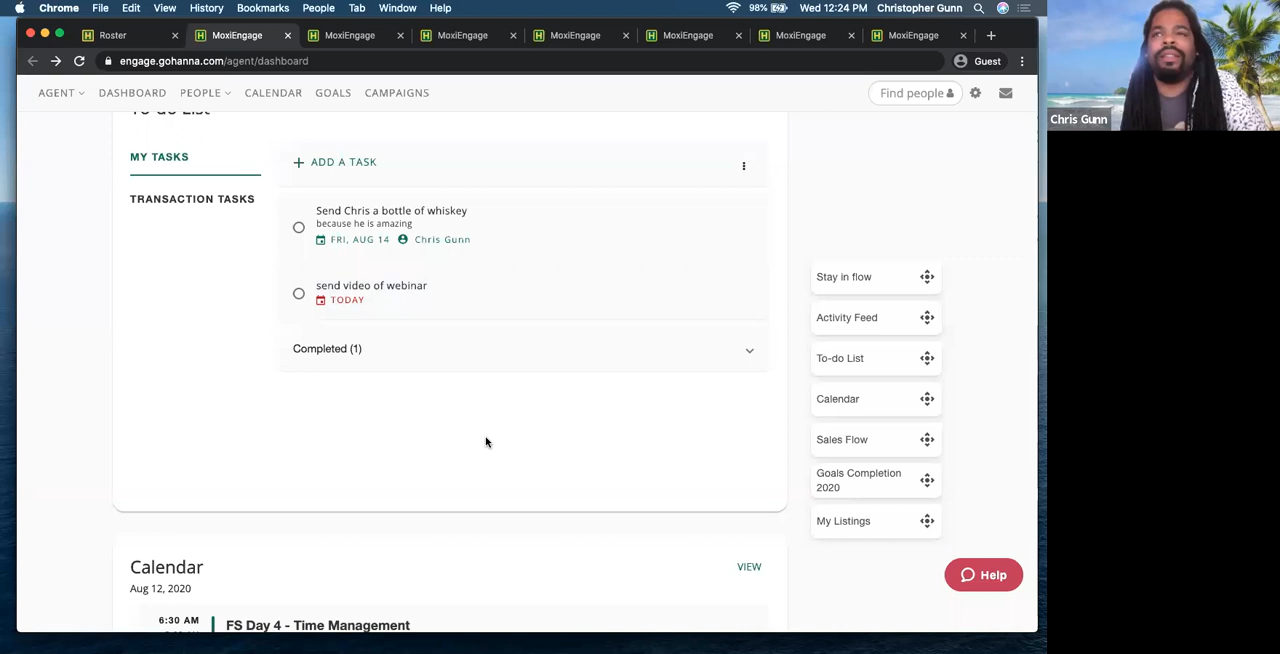 Chrome File Edit View History Bookmarks People Tab Window Help 98% Wed 12:24 PM Christopher Gunn
Roster MoxiEngage MoxiEngage MoxiEngage MoxiEngage MoxiEngage MoxiEngage MoxiEngage
engage.gohanna.com/agent/dashboard Guest
AGENT DASHBOARD PEOPLE CALENDAR GOALS CAMPAIGNS Find people
To-do List
MY TASKS
TRANSACTION TASKS
+ ADD A TASK
Send Chris a bottle of whiskey
because he is amazing
FRI, AUG 14 Chris Gunn
send video of webinar
TODAY
Completed (1)
Calendar VIEW
Aug 12, 2020
6:30 AM FS Day 4 - Time Management
Stay in flow
Activity Feed
To-do List
Calendar
Sales Flow
Goals Completion
2020
My Listings
Help
Chris Gunn